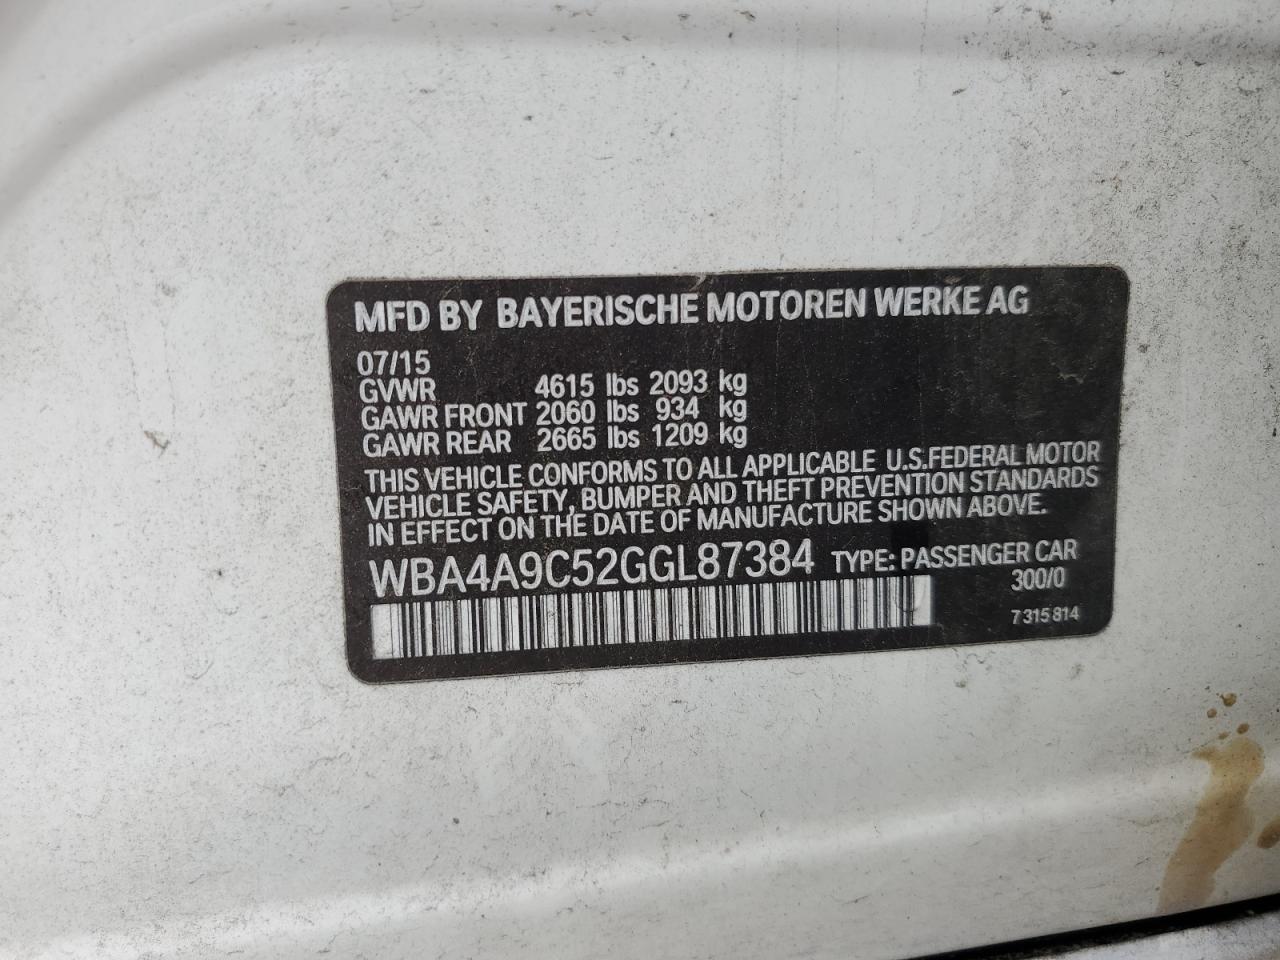 MFD BY BAYERISCHE MOTOREN WERKE AG
07/15
GVWR 4615 lbs 2093 kg
GAWR FRONT 2060 lbs 934 kg
GAWR REAR 2665 lbs 1209 kg
THIS VEHICLE CONFORMS TO ALL APPLICABLE U.S.FEDERAL MOTOR
VEHICLE SAFETY, BUMPER AND THEFT PREVENTION STANDARDS
IN EFFECT ON THE DATE OF MANUFACTURE SHOWN ABOVE.
WBA4A9C52GGL87384 TYPE: PASSENGER CAR
300/0
7 315 814